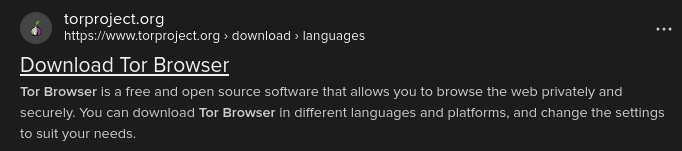 torproject.org
https://www.torproject.org › download › languages
Download Tor Browser
Tor Browser is a free and open source software that allows you to browse the web privately and
securely. You can download Tor Browser in different languages and platforms, and change the settings
to suit your needs.